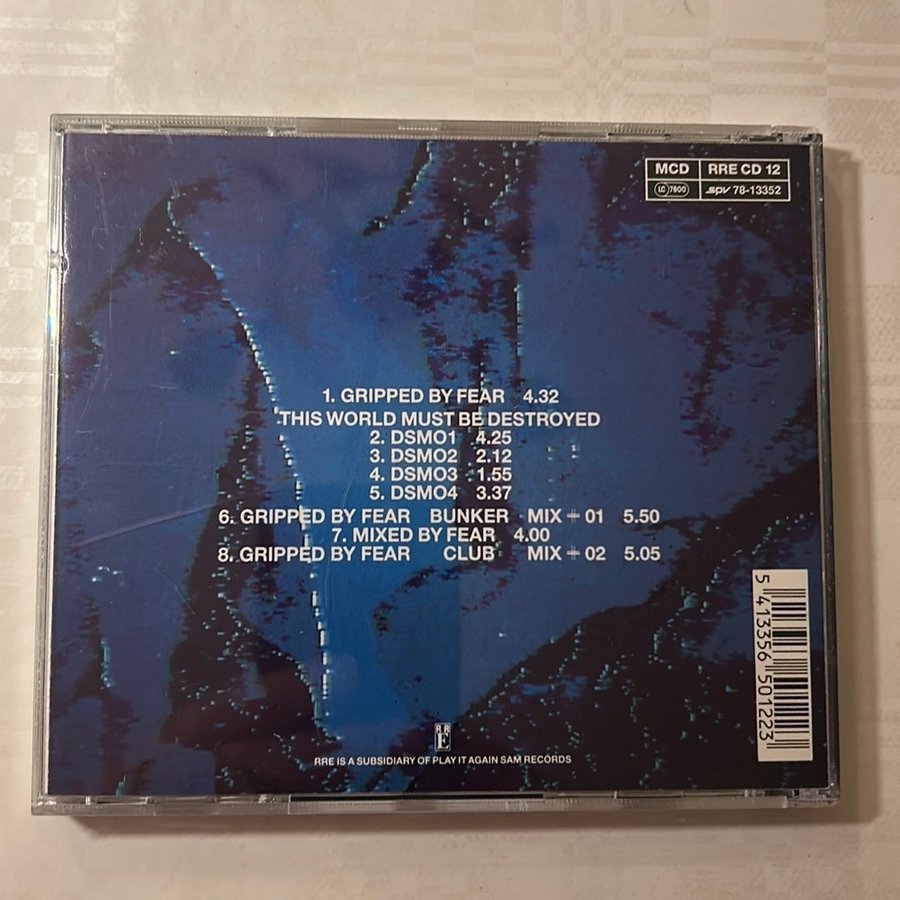 MCD RRE CD 12
LC 7800 SPV 78-13352
1. GRIPPED BY FEAR 4.32
THIS WORLD MUST BE DESTROYED
2. DSMO1 4.25
3. DSMO2 2.12
4. DSMO3 1.55
5. DSMO4 3.37
6. GRIPPED BY FEAR BUNKER MIX + 01 5.50
7. MIXED BY FEAR 4.00
8. GRIPPED BY FEAR CLUB MIX + 02 5.05
5 413356 501223
RRE
RRE IS A SUBSIDIARY OF PLAY IT AGAIN SAM RECORDS